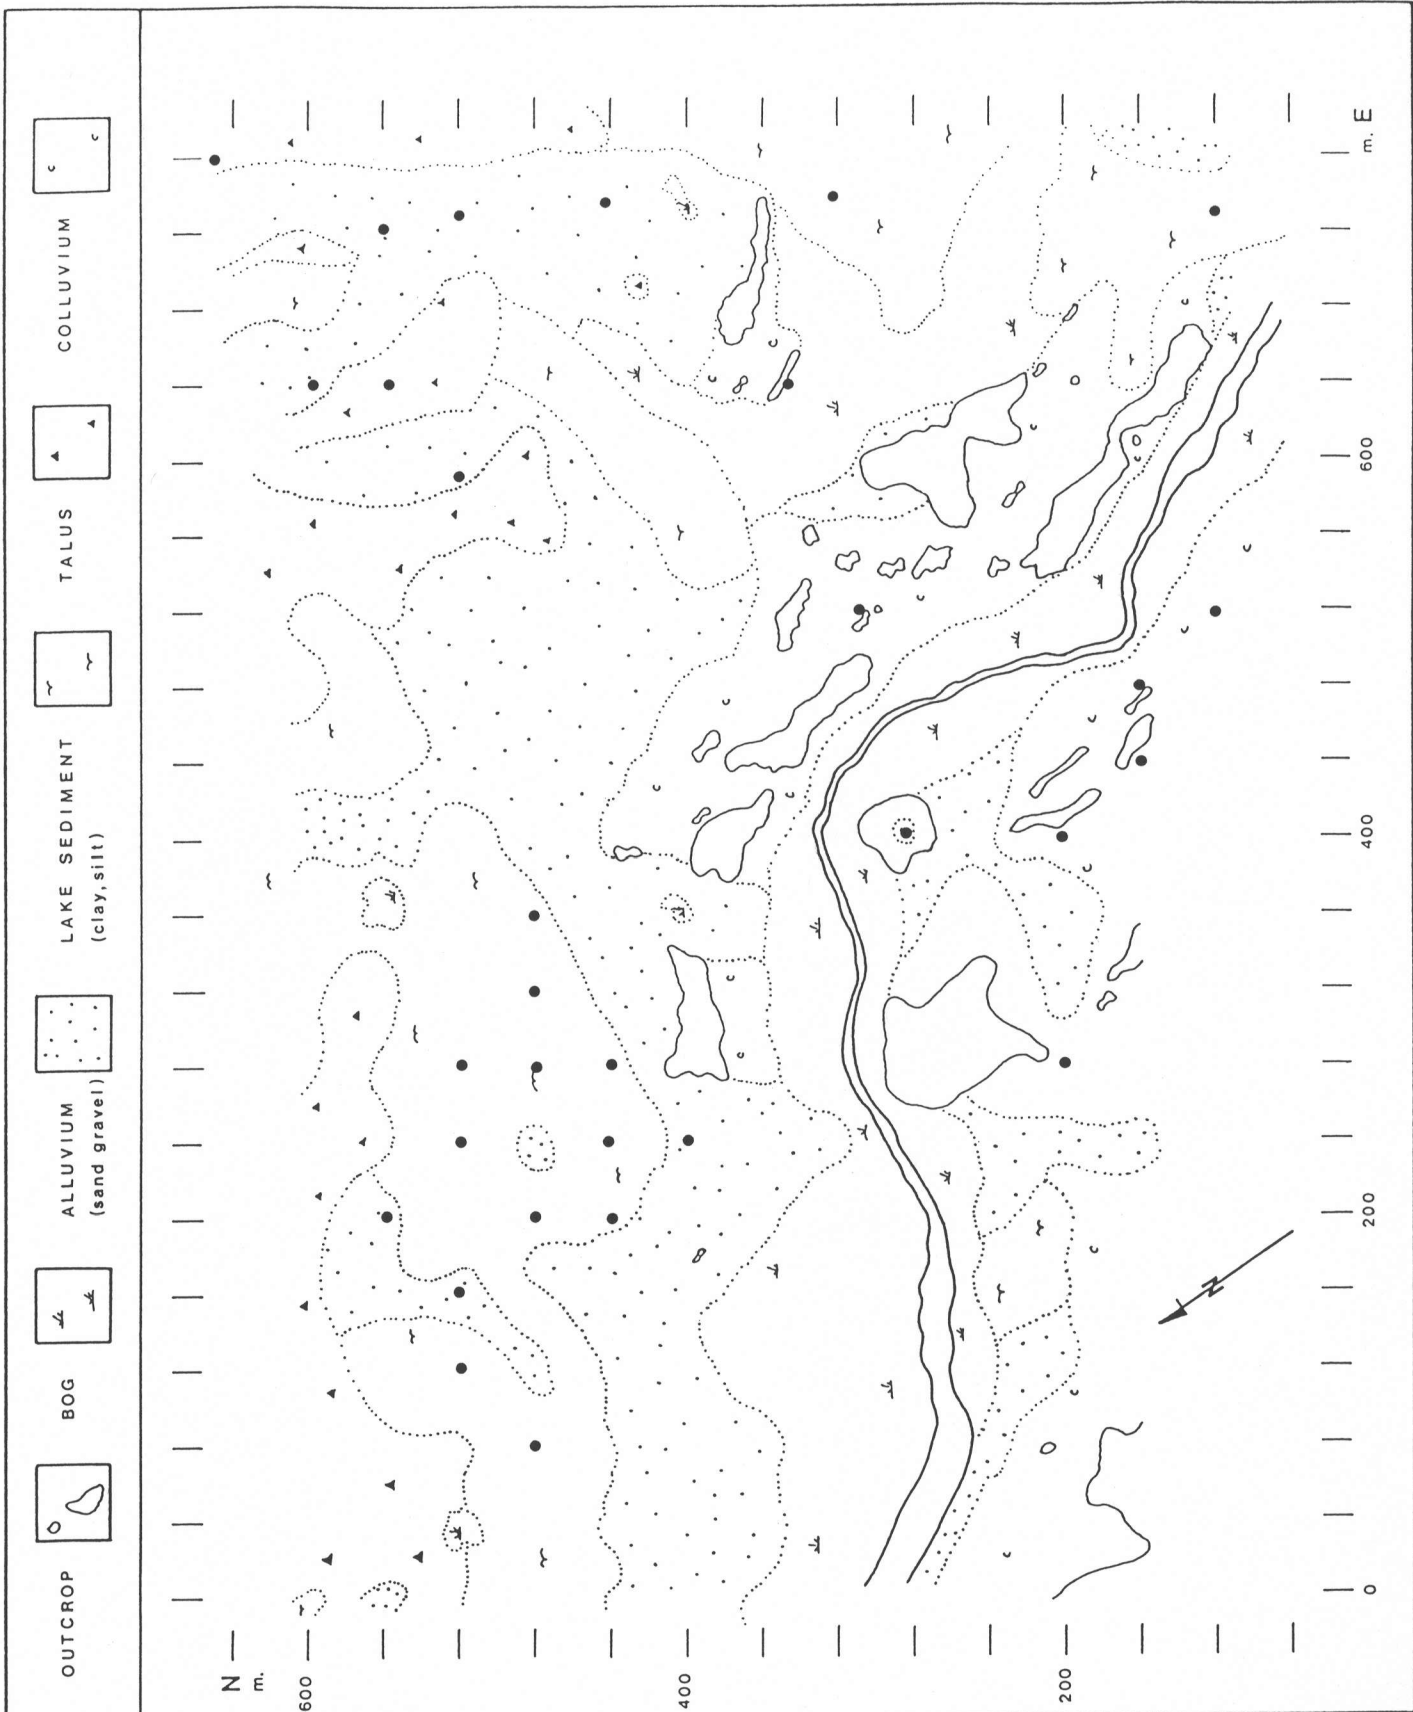 OUTCROP
BOG
ALLUVIUM
(sand gravel)
LAKE SEDIMENT
(clay, silt)
TALUS
COLLUVIUM
N
m.
600
400
200
0
200
400
600
m. E
N